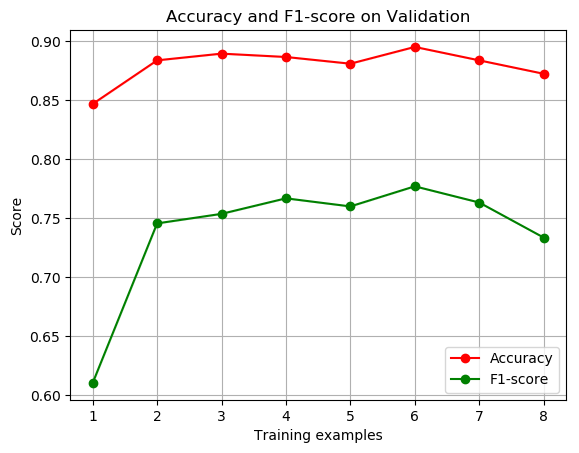 Accuracy and F1-score on Validation
0.90
0.85
0.80
0.75
0.70
0.65
0.60
Score
1 2 3 4 5 6 7 8
Training examples
Accuracy
F1-score